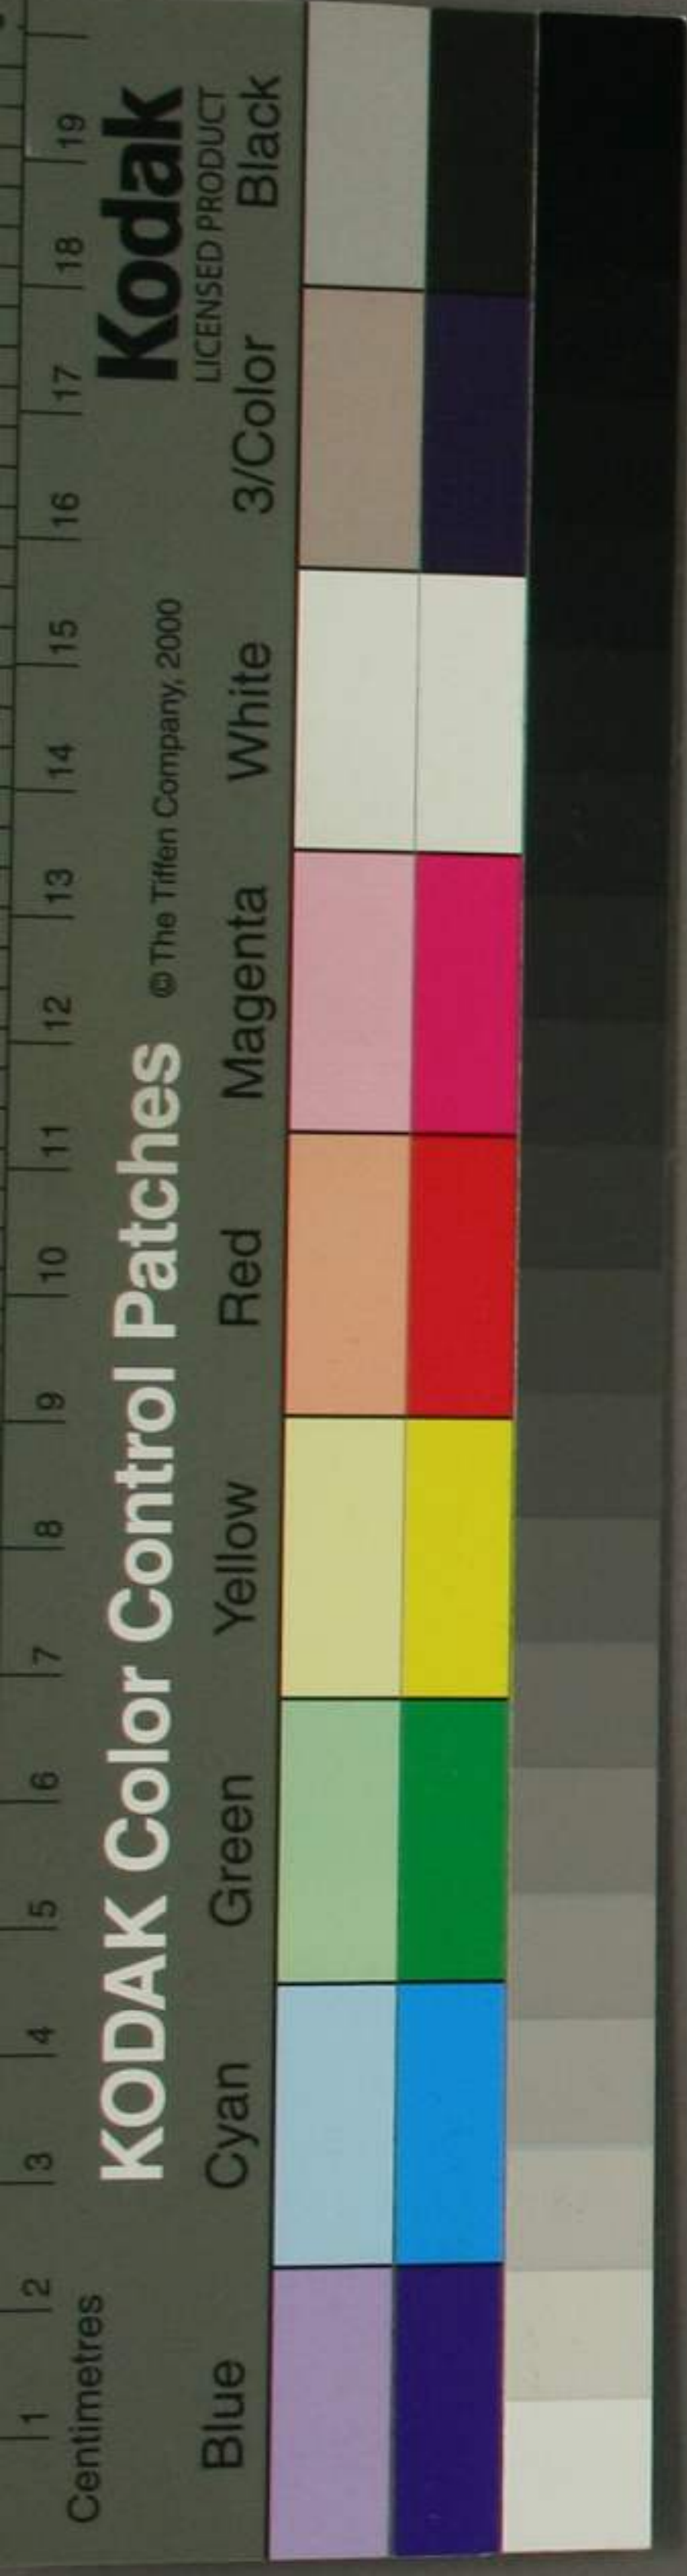 Centimetres 1 2 3 4 5 6 7 8 9 10 11 12 13 14 15 16 17 18 19
KODAK Color Control Patches © The Tiffen Company, 2000 Kodak
LICENSED PRODUCT
Blue Cyan Green Yellow Red Magenta White 3/Color Black